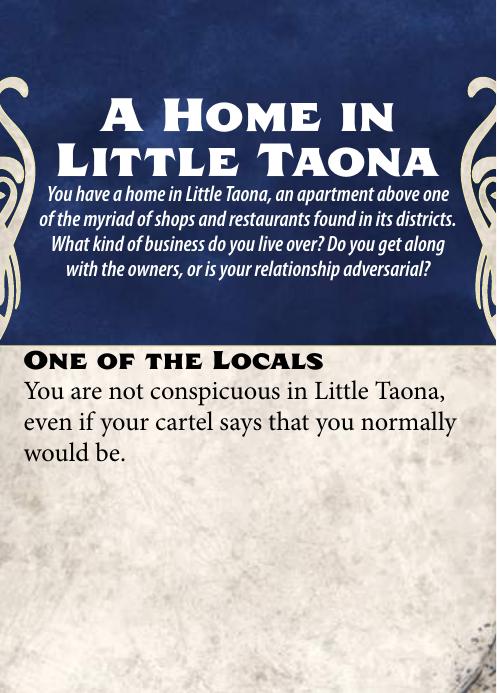 A Home in
Little Taona
You have a home in Little Taona, an apartment above one
of the myriad of shops and restaurants found in its districts.
What kind of business do you live over? Do you get along
with the owners, or is your relationship adversarial?
One of the Locals
You are not conspicuous in Little Taona,
even if your cartel says that you normally
would be.